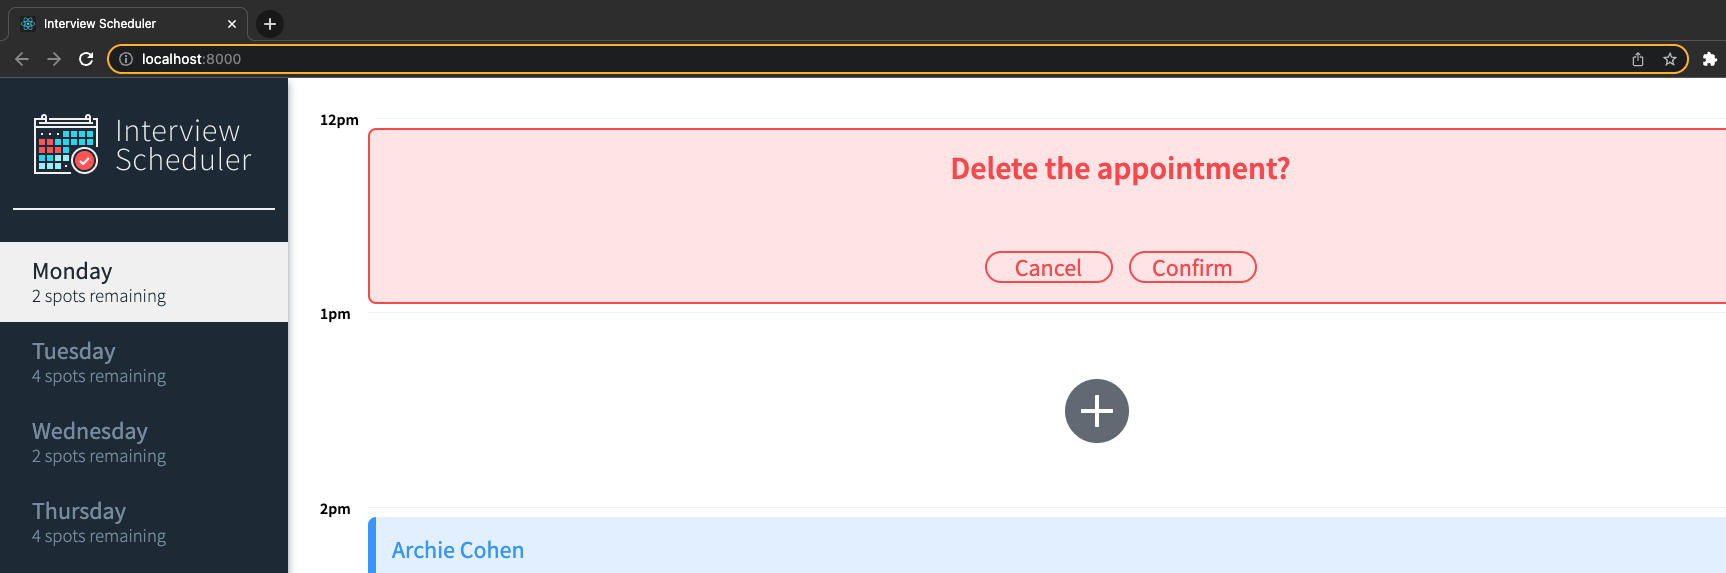 Interview Scheduler
localhost:8000
Interview
Scheduler
Monday
2 spots remaining
Tuesday
4 spots remaining
Wednesday
2 spots remaining
Thursday
4 spots remaining
12pm
Delete the appointment?
Cancel Confirm
1pm
2pm
Archie Cohen